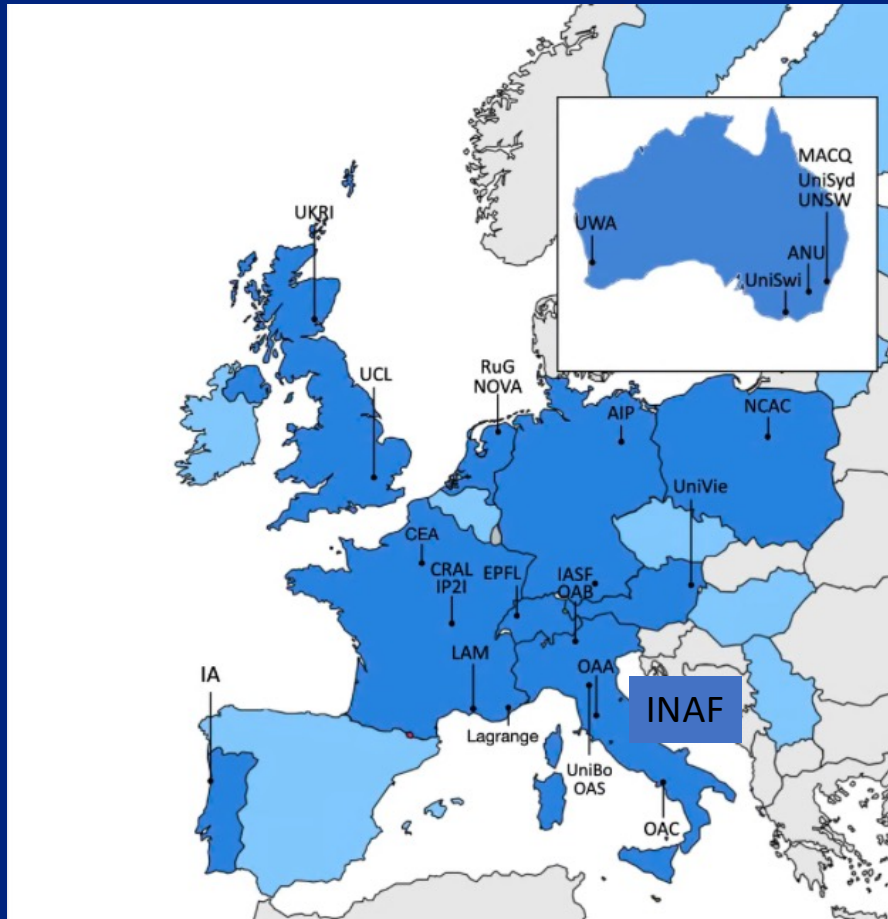 MACQ
UniSyd
UNSW
UWA
ANU
UniSwi
UKRI
UCL
RuG
NOVA
AIP
NCAC
UniVie
CEA
CRAL
IP2I
EPFL
IASF
OAB
LAM
OAA
IA
INAF
Lagrange
UniBo
OAS
OAC